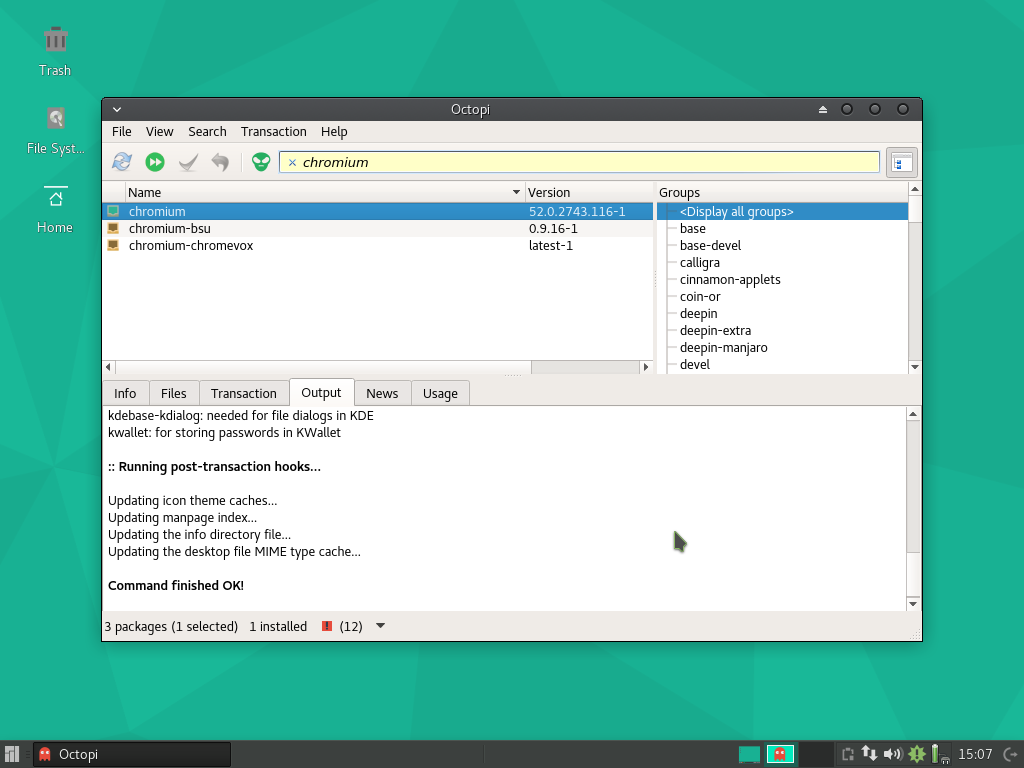 Trash
File Syst...
Home
Octopi
File View Search Transaction Help
chromium
Name Version Groups
chromium 52.0.2743.116-1 <Display all groups>
chromium-bsu 0.9.16-1 base
chromium-chromevox latest-1 base-devel
calligra
cinnamon-applets
coin-or
deepin
deepin-extra
deepin-manjaro
devel
Info Files Transaction Output News Usage
kdebase-kdialog: needed for file dialogs in KDE
kwallet: for storing passwords in KWallet
:: Running post-transaction hooks...
Updating icon theme caches...
Updating manpage index...
Updating the info directory file...
Updating the desktop file MIME type cache...
Command finished OK!
3 packages (1 selected) 1 installed (12)
Octopi 15:07